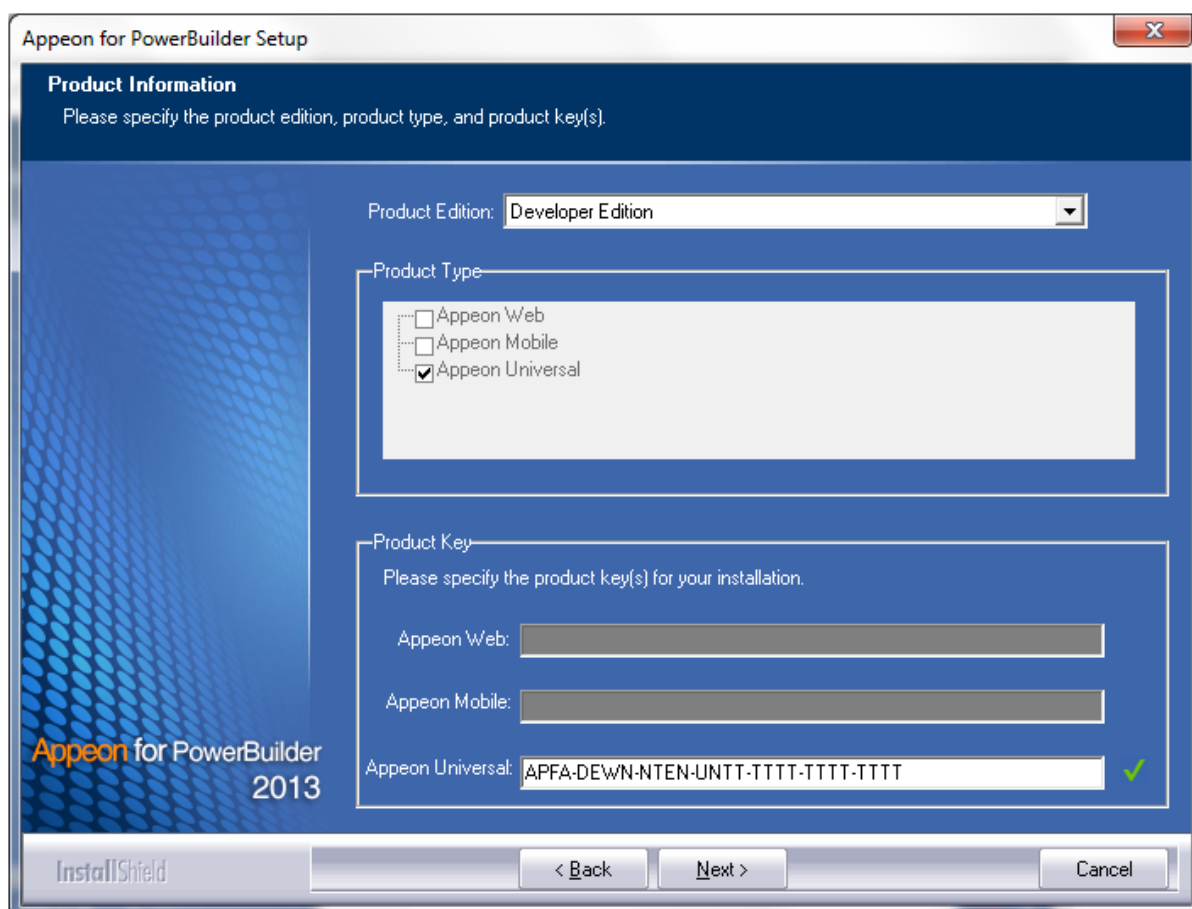 Appeon for PowerBuilder Setup
Product Information
Please specify the product edition, product type, and product key(s).
Product Edition: Developer Edition
Product Type
Appeon Web
Appeon Mobile
Appeon Universal
Product Key
Please specify the product key(s) for your installation.
Appeon Web:
Appeon Mobile:
Appeon Universal: APFA-DEWN-NTEN-UNTT-TTTT-TTTT-TTTT
Appeon for PowerBuilder
2013
InstallShield
< Back
Next >
Cancel